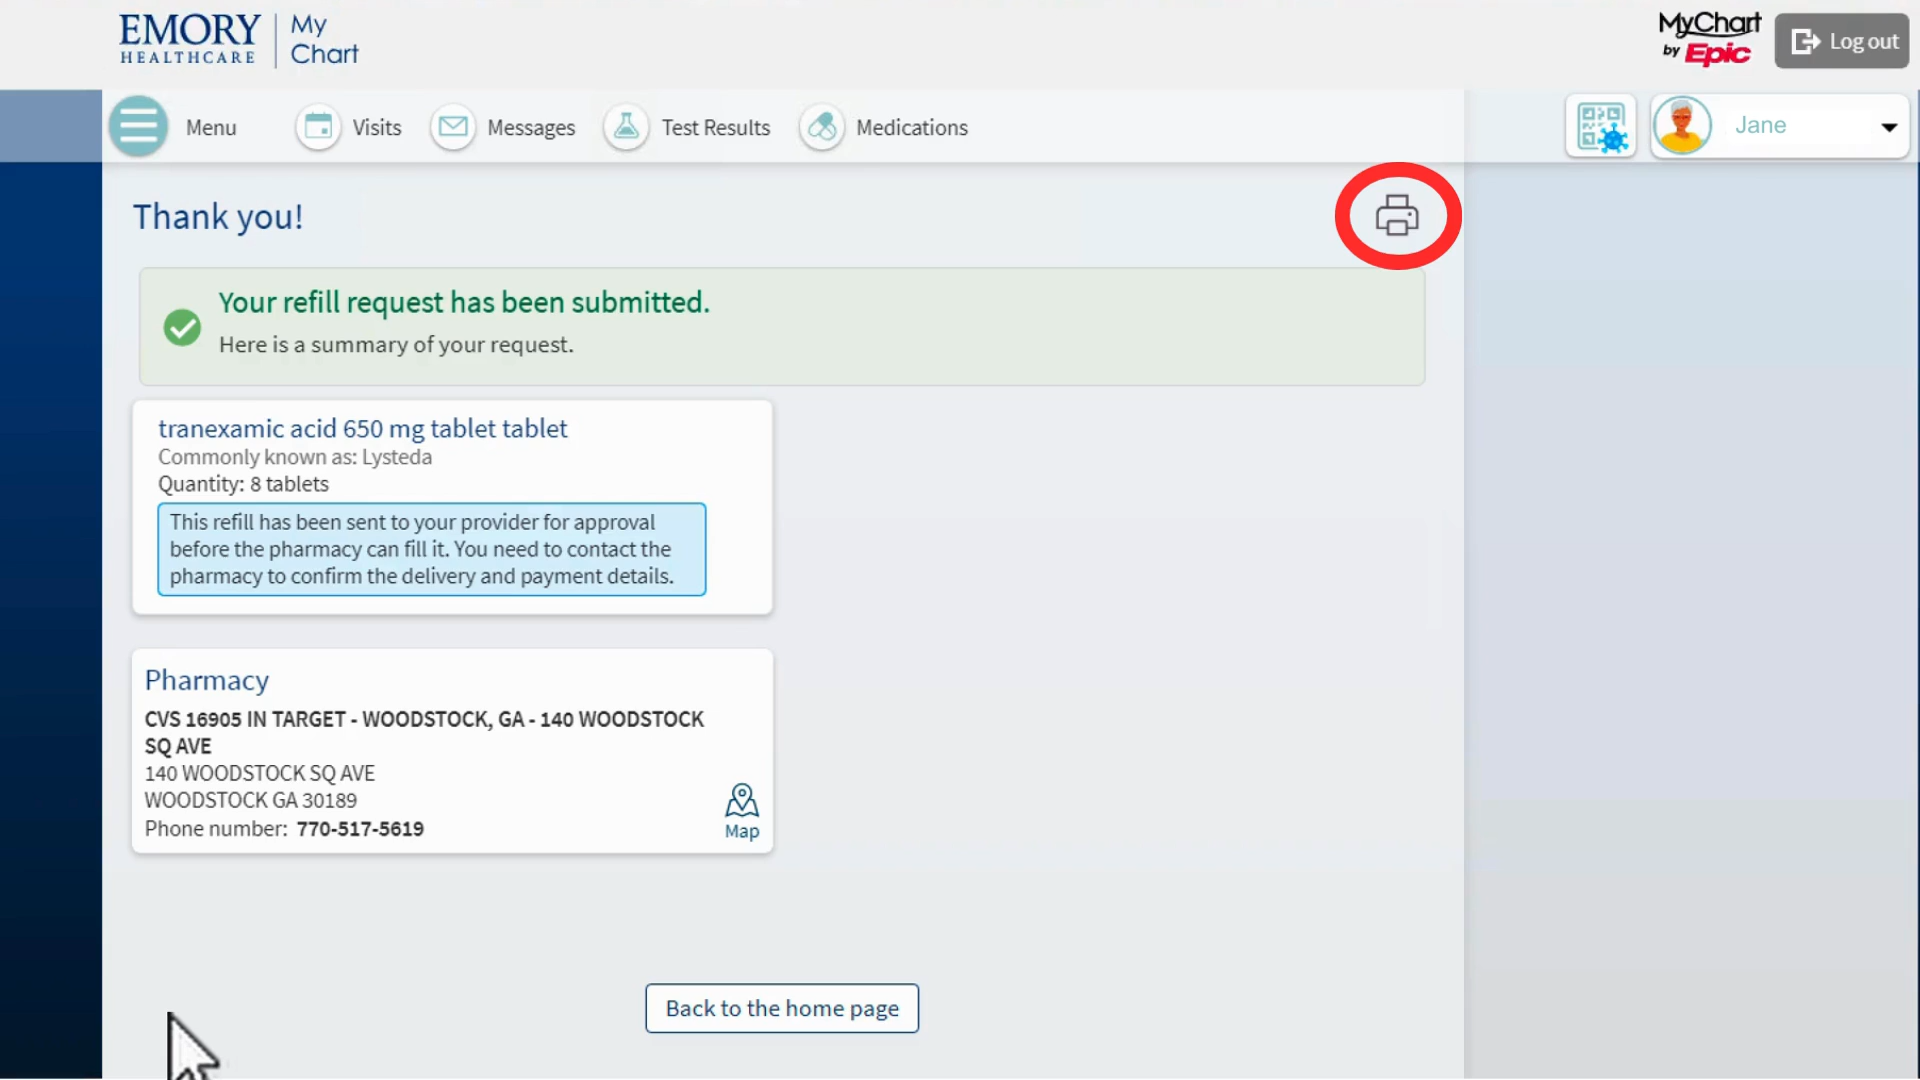 EMORY
HEALTHCARE
My
Chart
MyChart
by Epic
Log out
Menu
Visits
Messages
Test Results
Medications
Jane
Thank you!
Your refill request has been submitted.
Here is a summary of your request.
tranexamic acid 650 mg tablet tablet
Commonly known as: Lysteda
Quantity: 8 tablets
This refill has been sent to your provider for approval
before the pharmacy can fill it. You need to contact the
pharmacy to confirm the delivery and payment details.
Pharmacy
CVS 16905 IN TARGET - WOODSTOCK, GA - 140 WOODSTOCK
SQ AVE
140 WOODSTOCK SQ AVE
WOODSTOCK GA 30189
Phone number: 770-517-5619
Map
Back to the home page